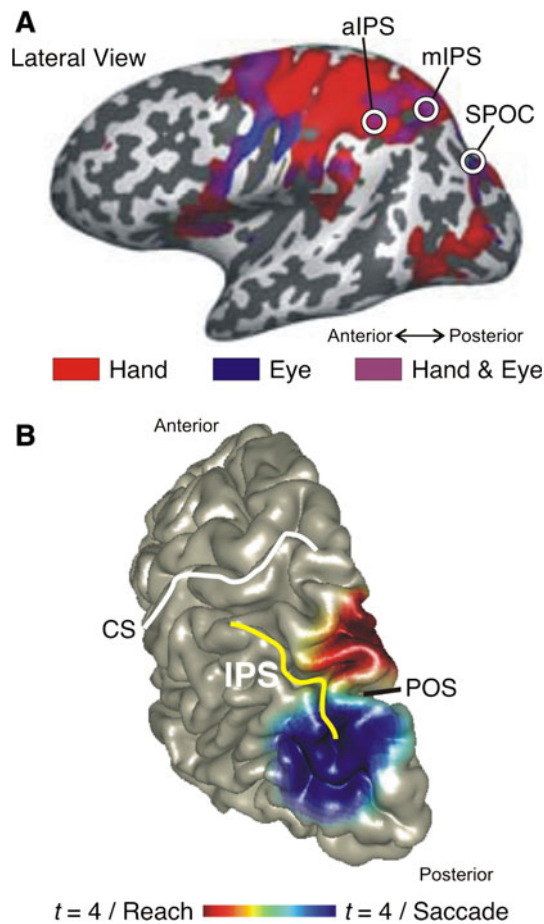 A
Lateral View
aIPS
mIPS
SPOC
Anterior Posterior
Hand Eye Hand & Eye
B
Anterior
CS
IPS
POS
Posterior
t = 4 / Reach t = 4 / Saccade